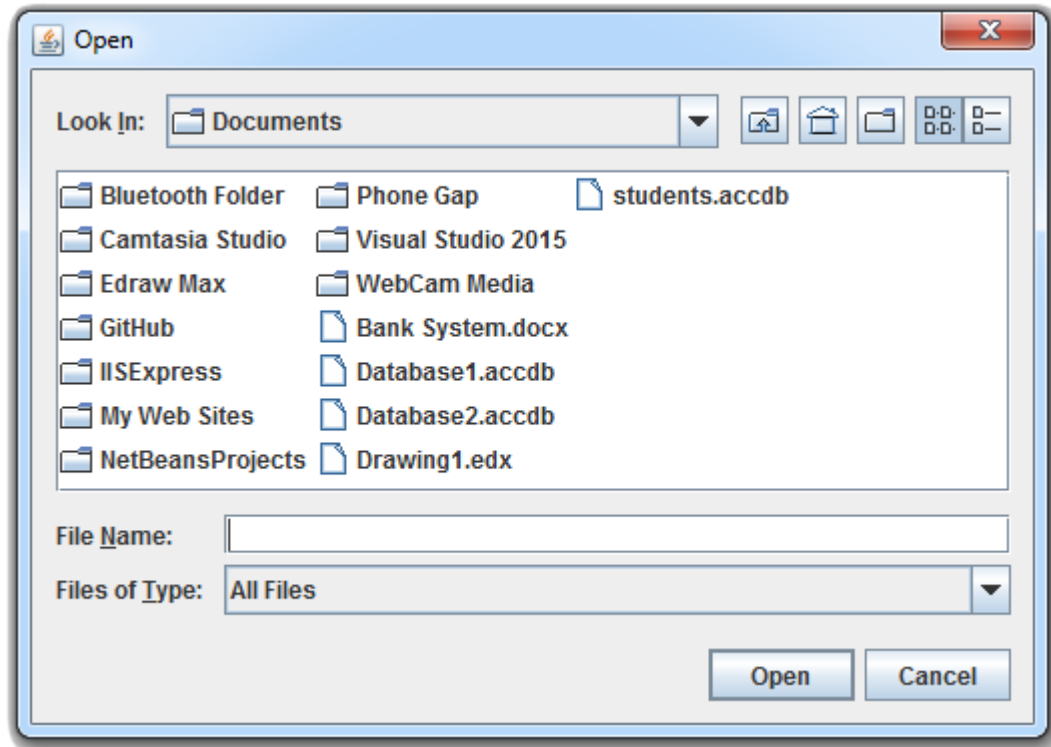 Open
Look In: Documents
Bluetooth Folder Phone Gap students.accdb
Camtasia Studio Visual Studio 2015
Edraw Max WebCam Media
GitHub Bank System.docx
IISExpress Database1.accdb
My Web Sites Database2.accdb
NetBeansProjects Drawing1.edx
File Name:
Files of Type: All Files
Open Cancel